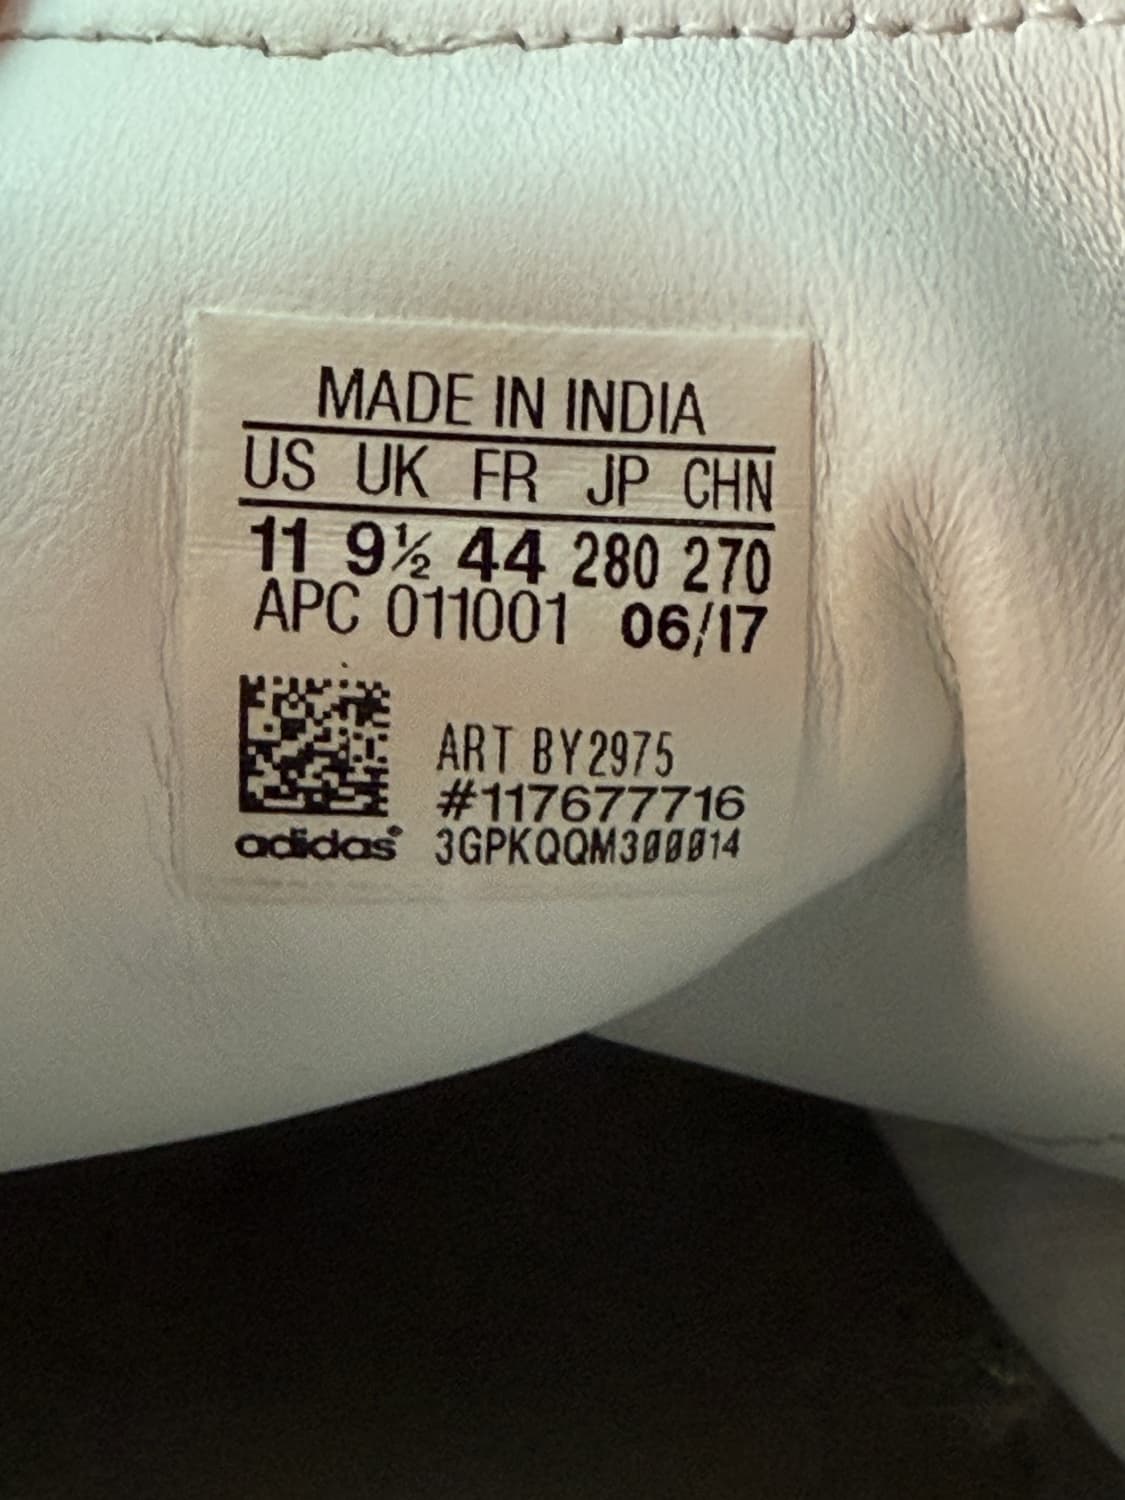 MADE IN INDIA
US UK FR JP CHN
11 9½ 44 280 270
APC 011001 06/17
ART BY2975
#117677716
adidas® 3GPKQQM300014